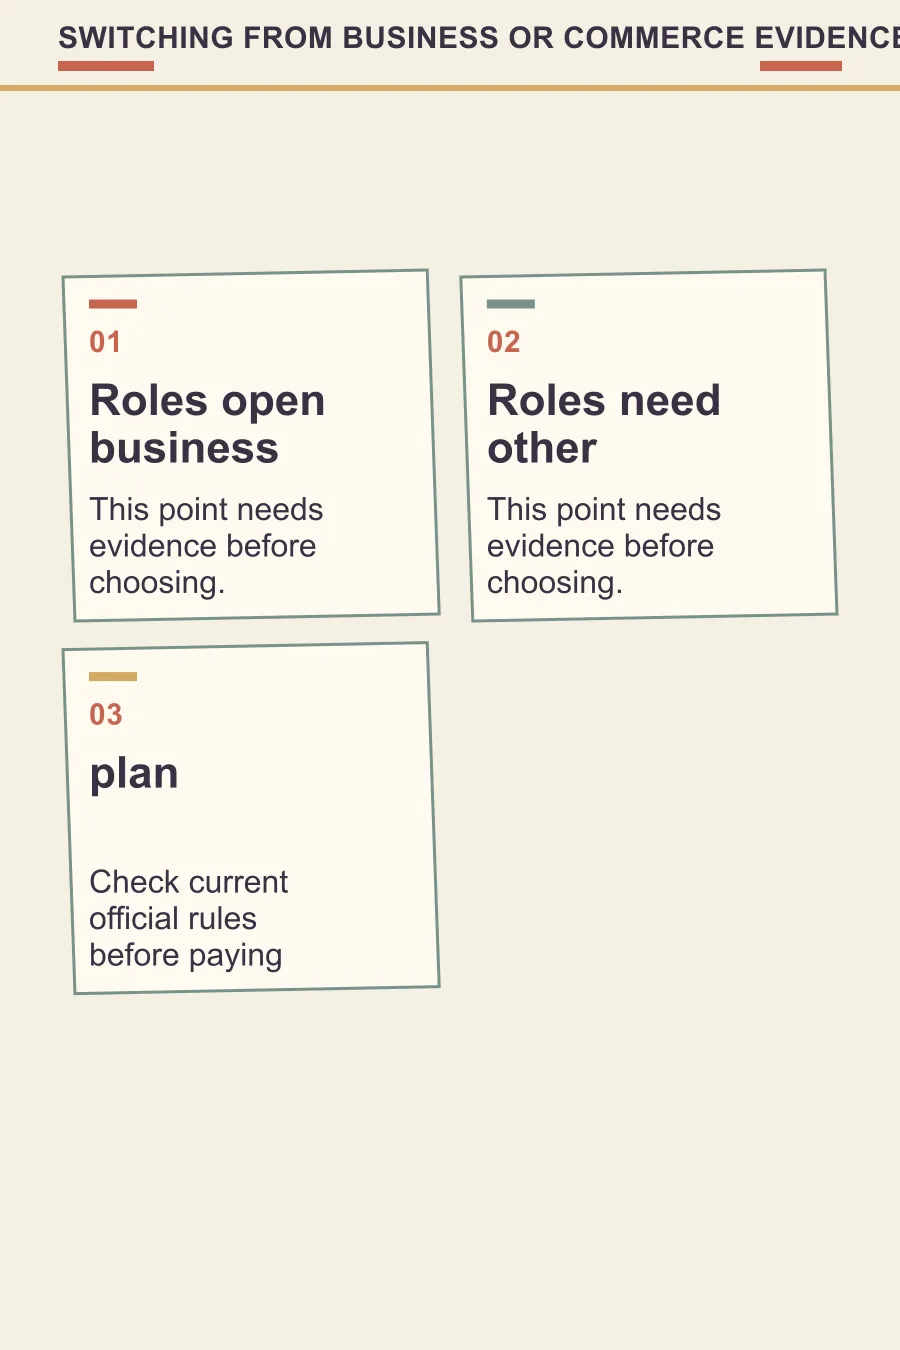 SWITCHING FROM BUSINESS OR COMMERCE EVIDENCE
01
Roles open
business
This point needs
evidence before
choosing.
02
Roles need
other
This point needs
evidence before
choosing.
03
plan
Check current
official rules
before paying